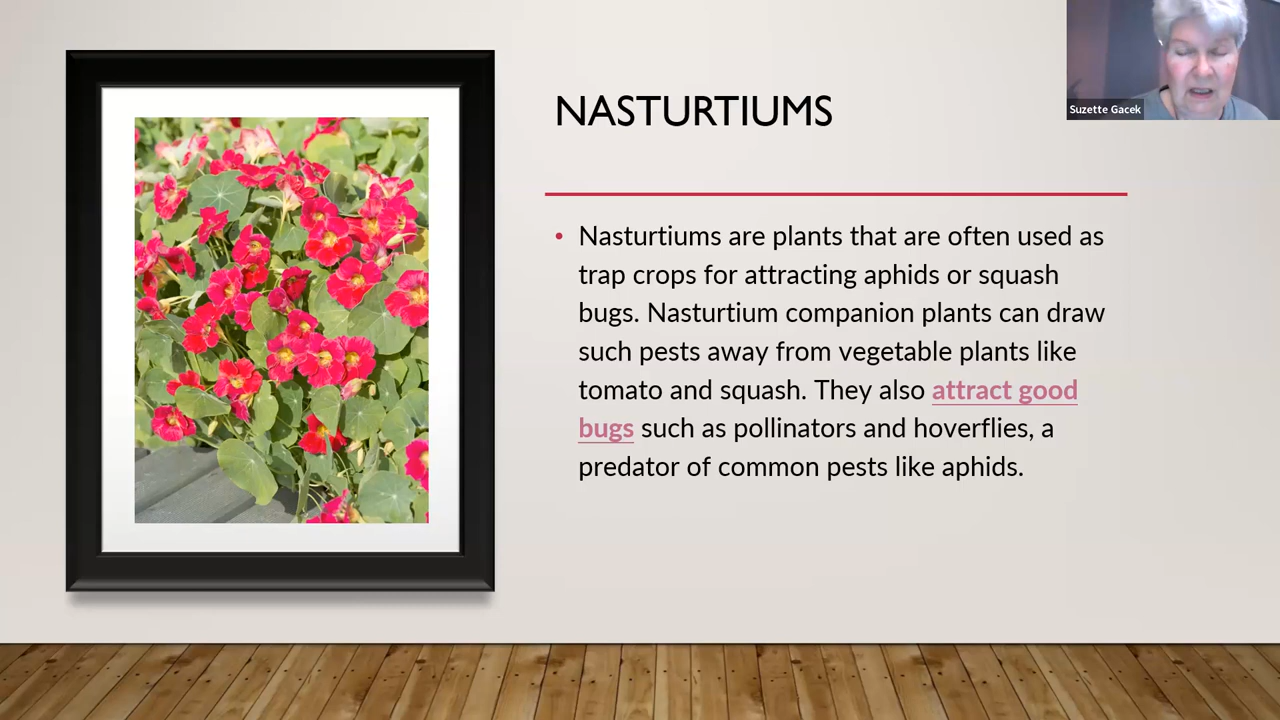 Suzette Gacek
NASTURTIUMS
• Nasturtiums are plants that are often used as
trap crops for attracting aphids or squash
bugs. Nasturtium companion plants can draw
such pests away from vegetable plants like
tomato and squash. They also attract good
bugs such as pollinators and hoverflies, a
predator of common pests like aphids.